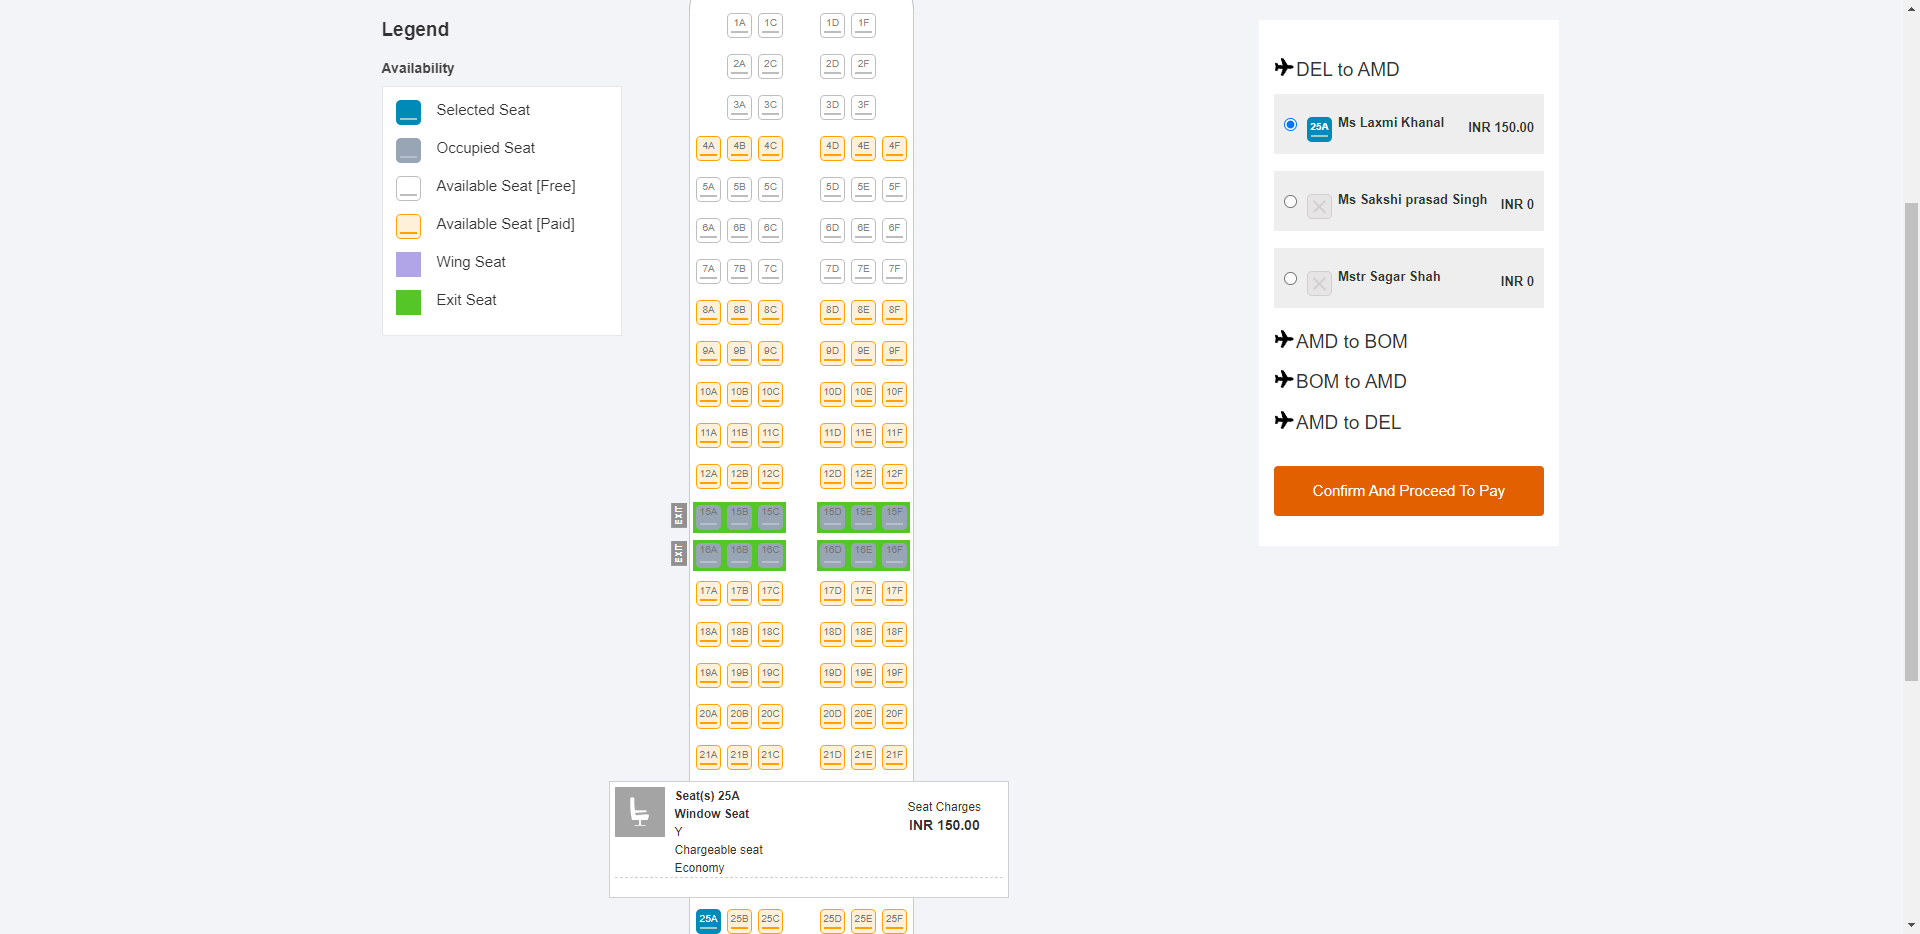 Legend
Availability
Selected Seat
Occupied Seat
Available Seat [Free]
Available Seat [Paid]
Wing Seat
Exit Seat
1A 1C 1D 1F
2A 2C 2D 2F
3A 3C 3D 3F
4A 4B 4C 4D 4E 4F
5A 5B 5C 5D 5E 5F
6A 6B 6C 6D 6E 6F
7A 7B 7C 7D 7E 7F
8A 8B 8C 8D 8E 8F
9A 9B 9C 9D 9E 9F
10A 10B 10C 10D 10E 10F
11A 11B 11C 11D 11E 11F
12A 12B 12C 12D 12E 12F
EXIT 15A 15B 15C 15D 15E 15F
EXIT 16A 16B 16C 16D 16E 16F
17A 17B 17C 17D 17E 17F
18A 18B 18C 18D 18E 18F
19A 19B 19C 19D 19E 19F
20A 20B 20C 20D 20E 20F
21A 21B 21C 21D 21E 21F
Seat(s) 25A
Window Seat
Y
Chargeable seat
Economy
Seat Charges
INR 150.00
25A 25B 25C 25D 25E 25F
DEL to AMD
25A Ms Laxmi Khanal INR 150.00
Ms Sakshi prasad Singh INR 0
Mstr Sagar Shah INR 0
AMD to BOM
BOM to AMD
AMD to DEL
Confirm And Proceed To Pay